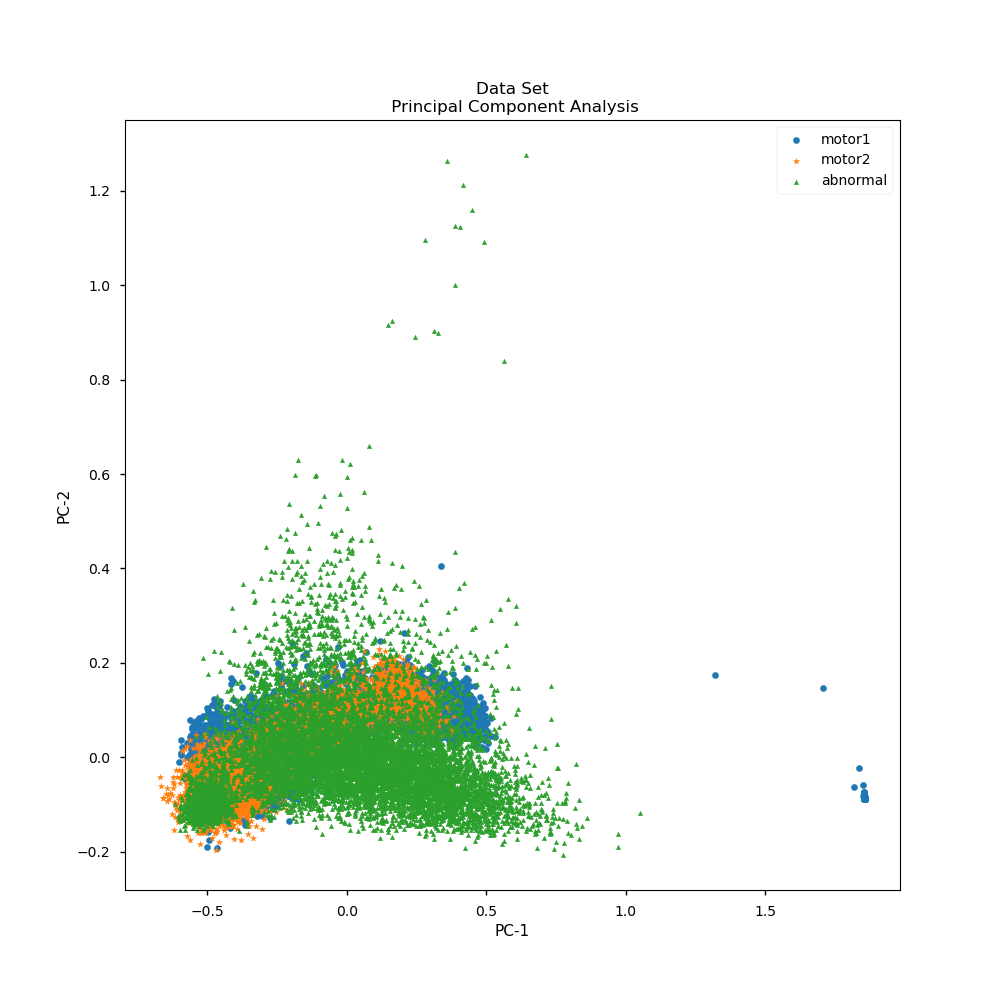 Data Set
Principal Component Analysis
motor1
motor2
abnormal
1.2
1.0
0.8
0.6
0.4
0.2
0.0
−0.2
PC-2
−0.5 0.0 0.5 1.0 1.5
PC-1